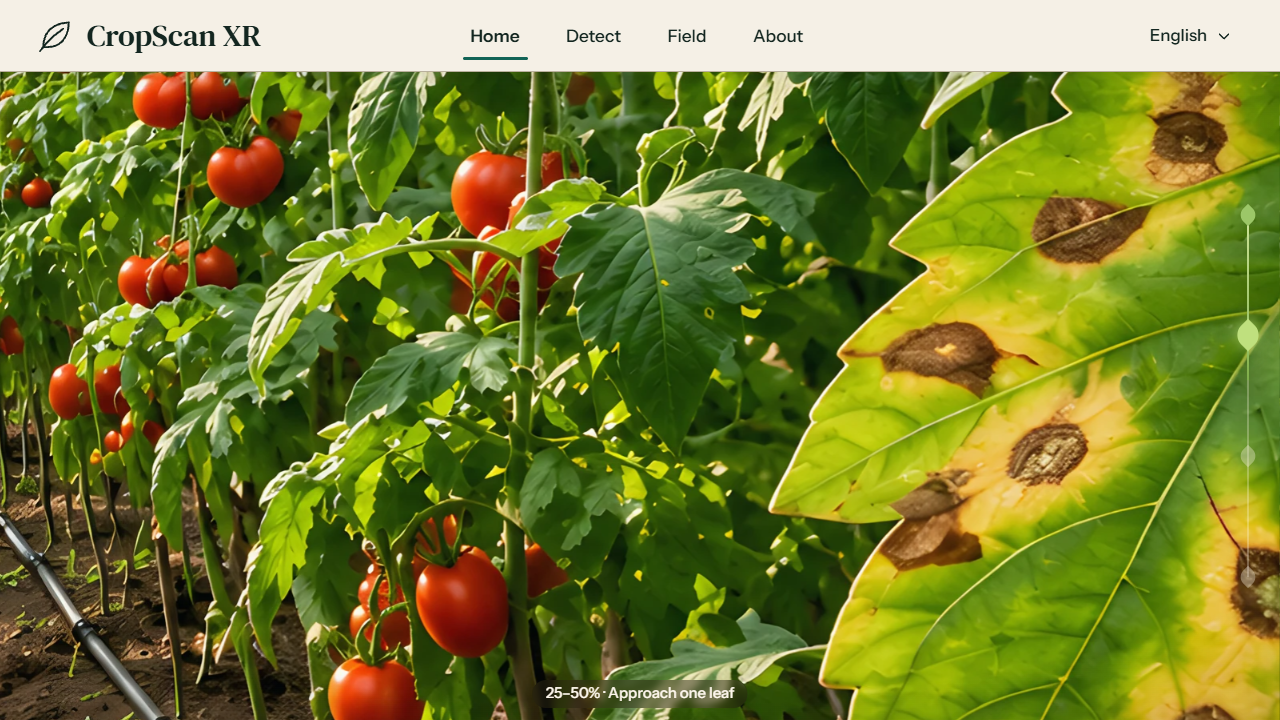 CropScan XR
Home
Detect
Field
About
English
25–50% · Approach one leaf